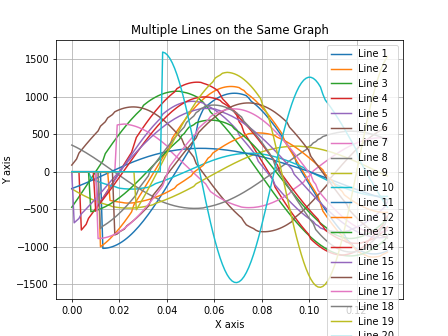 Multiple Lines on the Same Graph
Y axis
1500
1000
500
0
−500
−1000
−1500
0.00
0.02
0.04
0.06
0.08
0.10
X axis
Line 1
Line 2
Line 3
Line 4
Line 5
Line 6
Line 7
Line 8
Line 9
Line 10
Line 11
Line 12
Line 13
Line 14
Line 15
Line 16
Line 17
Line 18
Line 19
Line 20